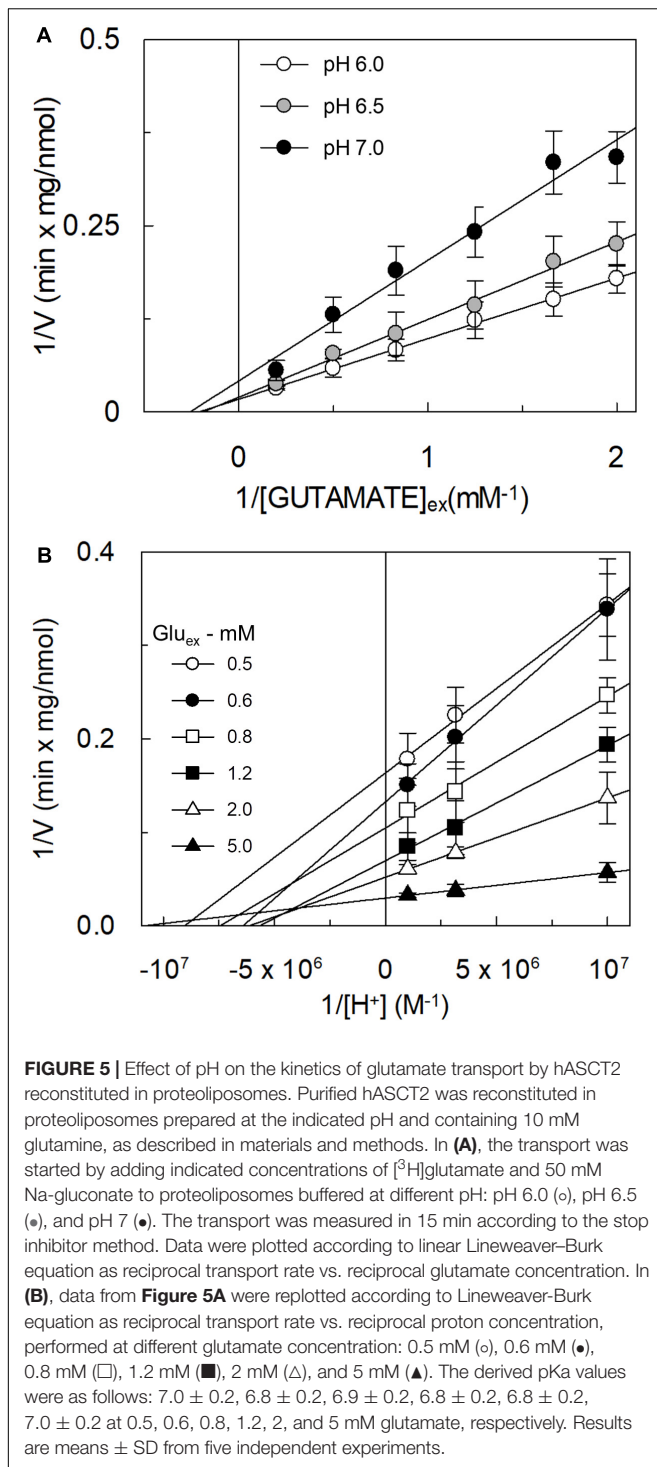 A
0.5
pH 6.0
pH 6.5
pH 7.0
1/V (min x mg/nmol)
0.25
0
0
1
2
1/[GUTAMATE]ex(mM-1)
B
0.4
Gluex - mM
0.5
0.6
0.8
1.2
2.0
5.0
1/V (min x mg/nmol)
0.2
0.0
-10^7
-5 x 10^6
0
5 x 10^6
10^7
1/[H+] (M-1)
FIGURE 5 | Effect of pH on the kinetics of glutamate transport by hASCT2
reconstituted in proteoliposomes. Purified hASCT2 was reconstituted in
proteoliposomes prepared at the indicated pH and containing 10 mM
glutamine, as described in materials and methods. In (A), the transport was
started by adding indicated concentrations of [3H]glutamate and 50 mM
Na-gluconate to proteoliposomes buffered at different pH: pH 6.0 (○), pH 6.5
(●), and pH 7 (●). The transport was measured in 15 min according to the stop
inhibitor method. Data were plotted according to linear Lineweaver–Burk
equation as reciprocal transport rate vs. reciprocal glutamate concentration. In
(B), data from Figure 5A were replotted according to Lineweaver-Burk
equation as reciprocal transport rate vs. reciprocal proton concentration,
performed at different glutamate concentration: 0.5 mM (○), 0.6 mM (●),
0.8 mM (□), 1.2 mM (■), 2 mM (△), and 5 mM (▲). The derived pKa values
were as follows: 7.0 ± 0.2, 6.8 ± 0.2, 6.9 ± 0.2, 6.8 ± 0.2, 6.8 ± 0.2,
7.0 ± 0.2 at 0.5, 0.6, 0.8, 1.2, 2, and 5 mM glutamate, respectively. Results
are means ± SD from five independent experiments.